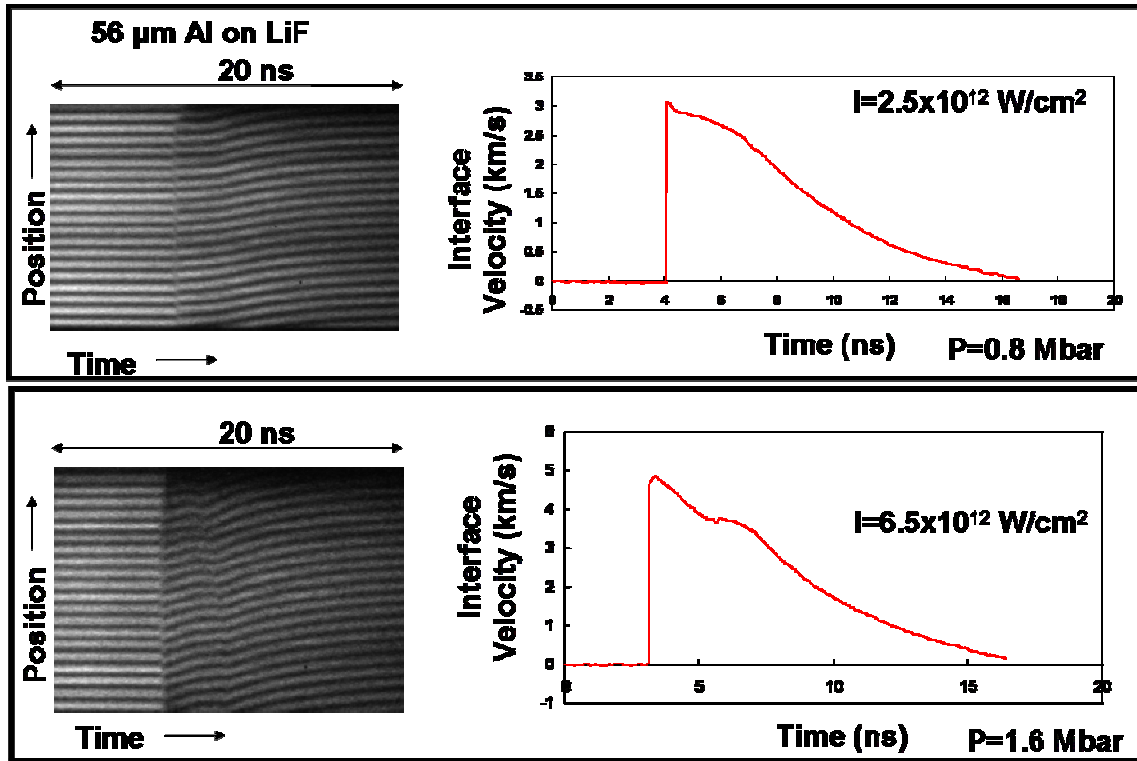 56 µm Al on LiF
20 ns
Position
Time
3.5
3
2.5
2
1.5
1
0.5
0
-0.5
0 2 4 6 8 10 12 14 16 18 20
Interface
Velocity (km/s)
I=2.5x10¹² W/cm²
Time (ns)
P=0.8 Mbar
20 ns
Position
Time
6
5
4
3
2
1
0
-1
0 5 10 15 20
Interface
Velocity (km/s)
I=6.5x10¹² W/cm²
Time (ns)
P=1.6 Mbar